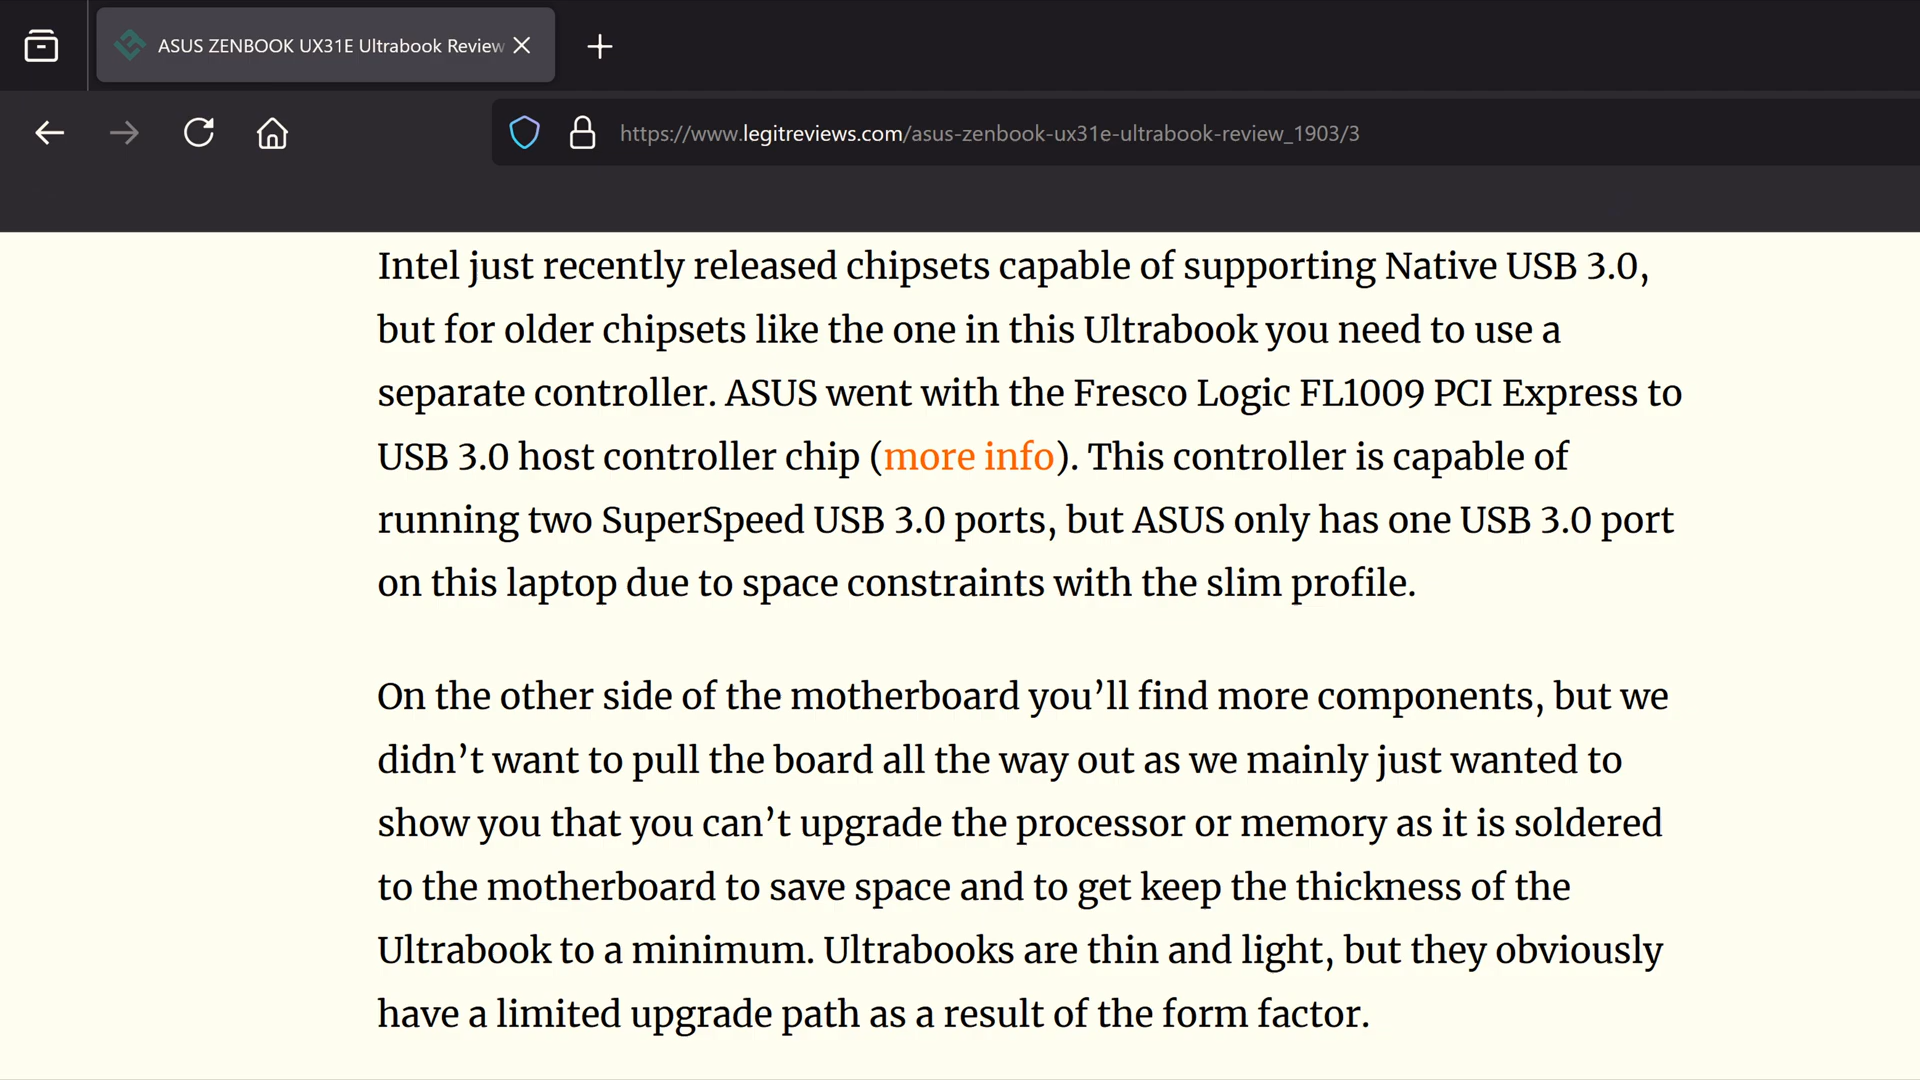 ASUS ZENBOOK UX31E Ultrabook Review
https://www.legitreviews.com/asus-zenbook-ux31e-ultrabook-review_1903/3
Intel just recently released chipsets capable of supporting Native USB 3.0,
but for older chipsets like the one in this Ultrabook you need to use a
separate controller. ASUS went with the Fresco Logic FL1009 PCI Express to
USB 3.0 host controller chip (more info). This controller is capable of
running two SuperSpeed USB 3.0 ports, but ASUS only has one USB 3.0 port
on this laptop due to space constraints with the slim profile.
On the other side of the motherboard you’ll find more components, but we
didn’t want to pull the board all the way out as we mainly just wanted to
show you that you can’t upgrade the processor or memory as it is soldered
to the motherboard to save space and to get keep the thickness of the
Ultrabook to a minimum. Ultrabooks are thin and light, but they obviously
have a limited upgrade path as a result of the form factor.